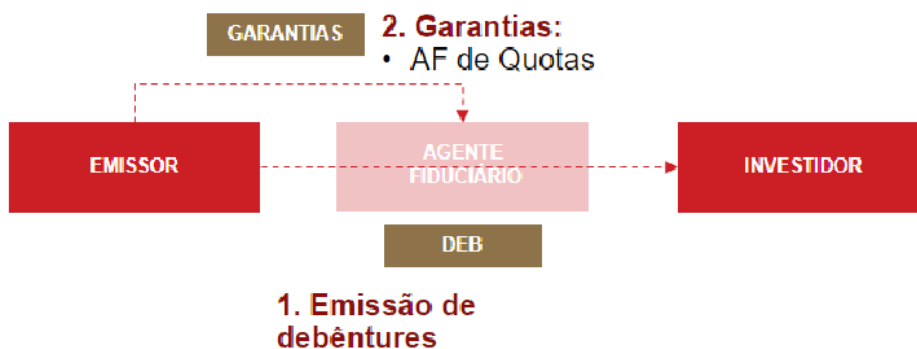 GARANTIAS
2. Garantias:
• AF de Quotas
EMISSOR
AGENTE
FIDUCIÁRIO
INVESTIDOR
DEB
1. Emissão de
debêntures